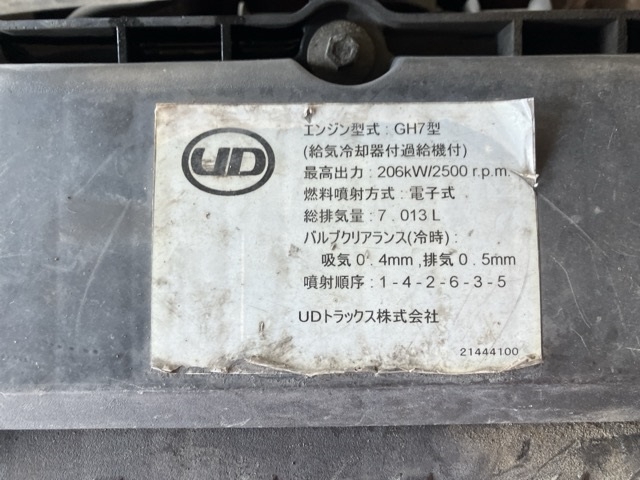 UD
エンジン型式 : GH7型
(給気冷却器付過給機付)
最高出力 : 206kW/2500 r.p.m.
燃料噴射方式 : 電子式
総排気量 : 7 . 013 L
バルブクリアランス(冷時) :
吸気 0 . 4mm ,排気 0 . 5mm
噴射順序 : 1 - 4 - 2 - 6 - 3 - 5
UDトラックス株式会社
21444100